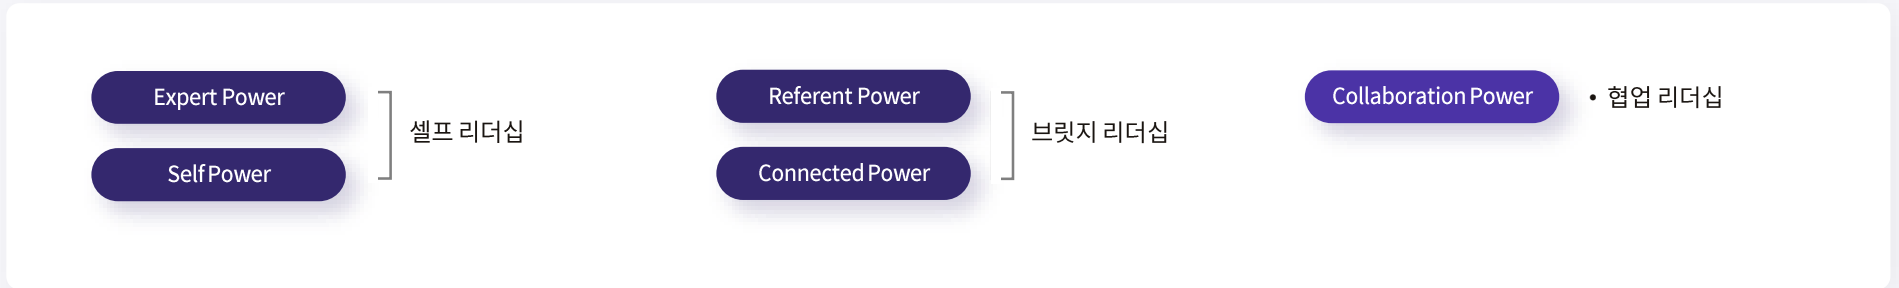 Expert Power
Self Power
셀프 리더십
Referent Power
Connected Power
브릿지 리더십
Collaboration Power
• 협업 리더십